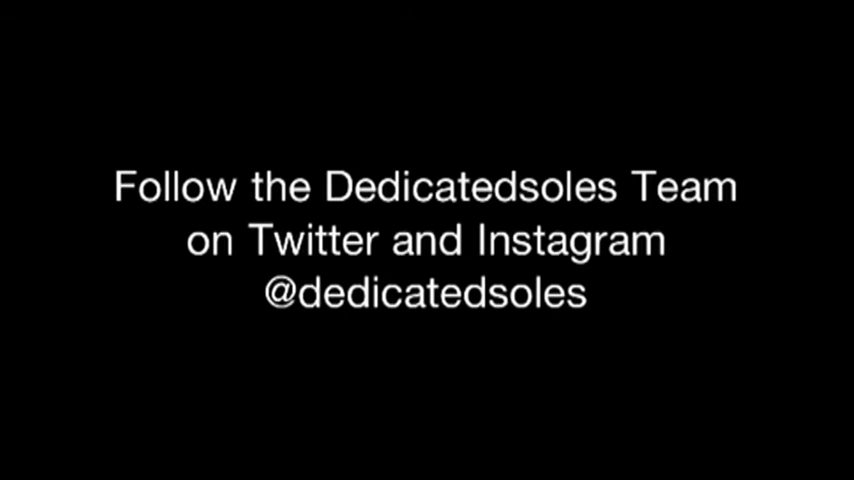 Follow the Dedicatedsoles Team
on Twitter and Instagram
@dedicatedsoles